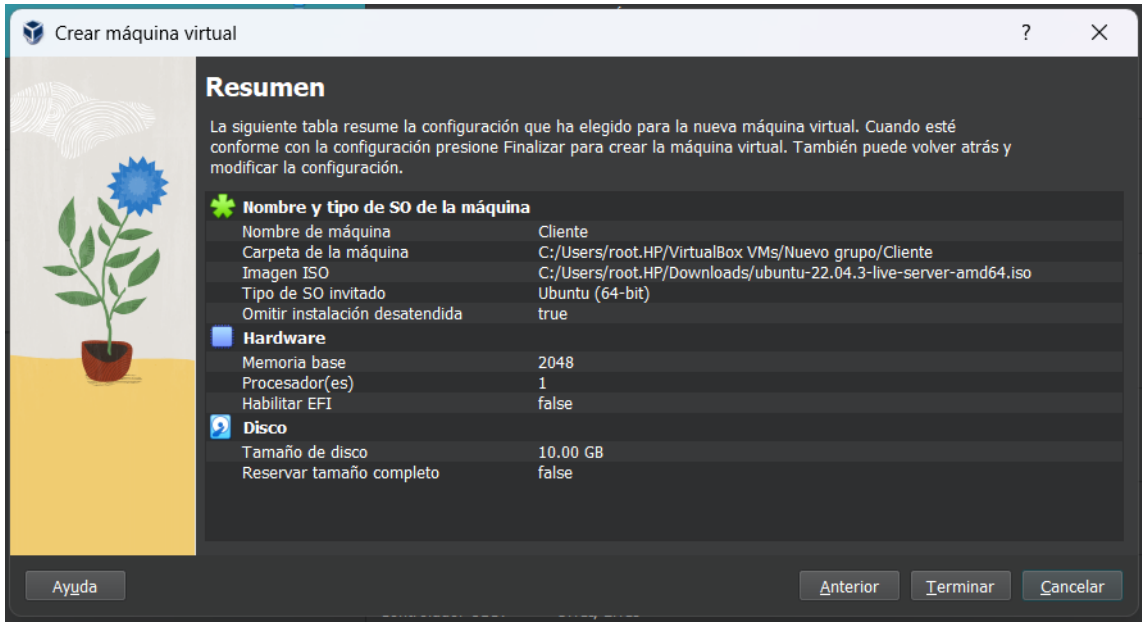 Crear máquina virtual ?
Resumen
La siguiente tabla resume la configuración que ha elegido para la nueva máquina virtual. Cuando esté
conforme con la configuración presione Finalizar para crear la máquina virtual. También puede volver atrás y
modificar la configuración.
Nombre y tipo de SO de la máquina
Nombre de máquina Cliente
Carpeta de la máquina C:/Users/root.HP/VirtualBox VMs/Nuevo grupo/Cliente
Imagen ISO C:/Users/root.HP/Downloads/ubuntu-22.04.3-live-server-amd64.iso
Tipo de SO invitado Ubuntu (64-bit)
Omitir instalación desatendida true
Hardware
Memoria base 2048
Procesador(es) 1
Habilitar EFI false
Disco
Tamaño de disco 10.00 GB
Reservar tamaño completo false
Ayuda Anterior Terminar Cancelar